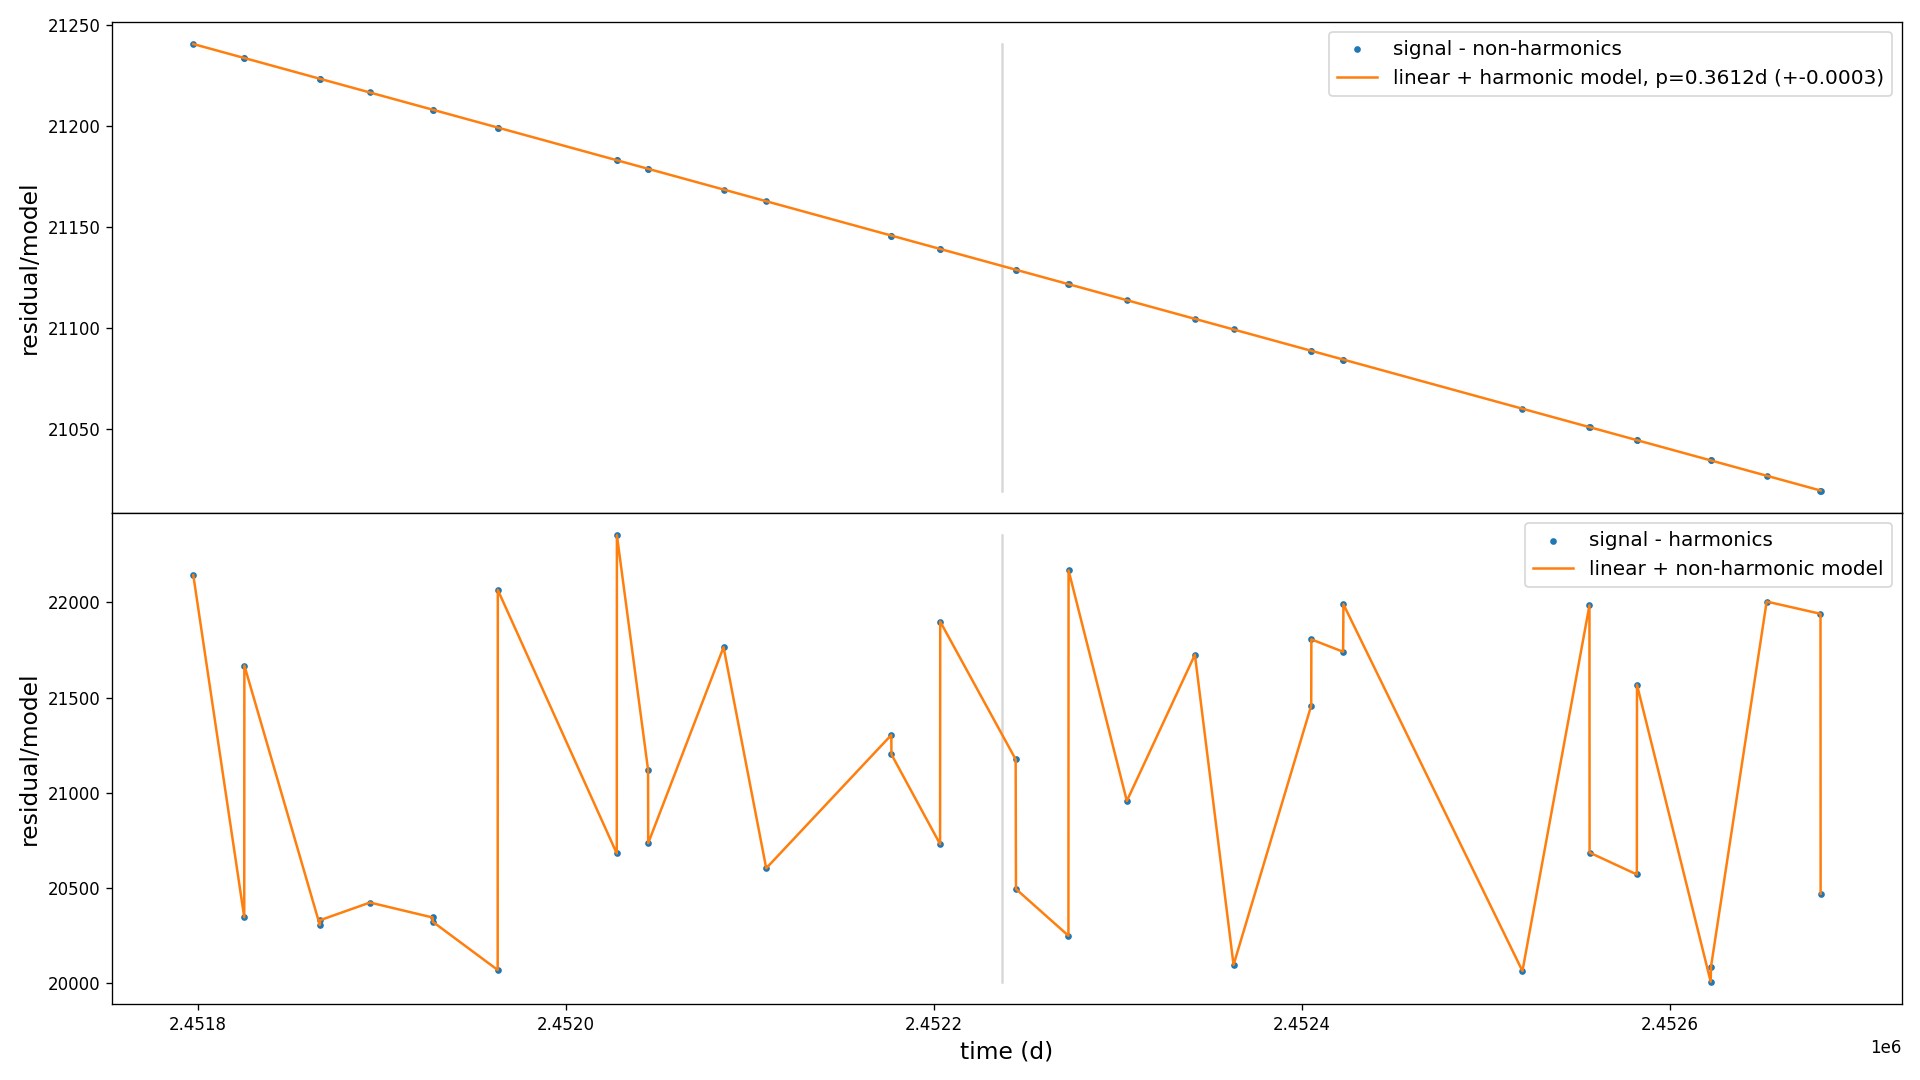 21250
21200
21150
21100
21050
residual/model
signal - non-harmonics
linear + harmonic model, p=0.3612d (+-0.0003)
22000
21500
21000
20500
20000
residual/model
signal - harmonics
linear + non-harmonic model
2.4518 2.4520 2.4522 2.4524 2.4526
1e6
time (d)